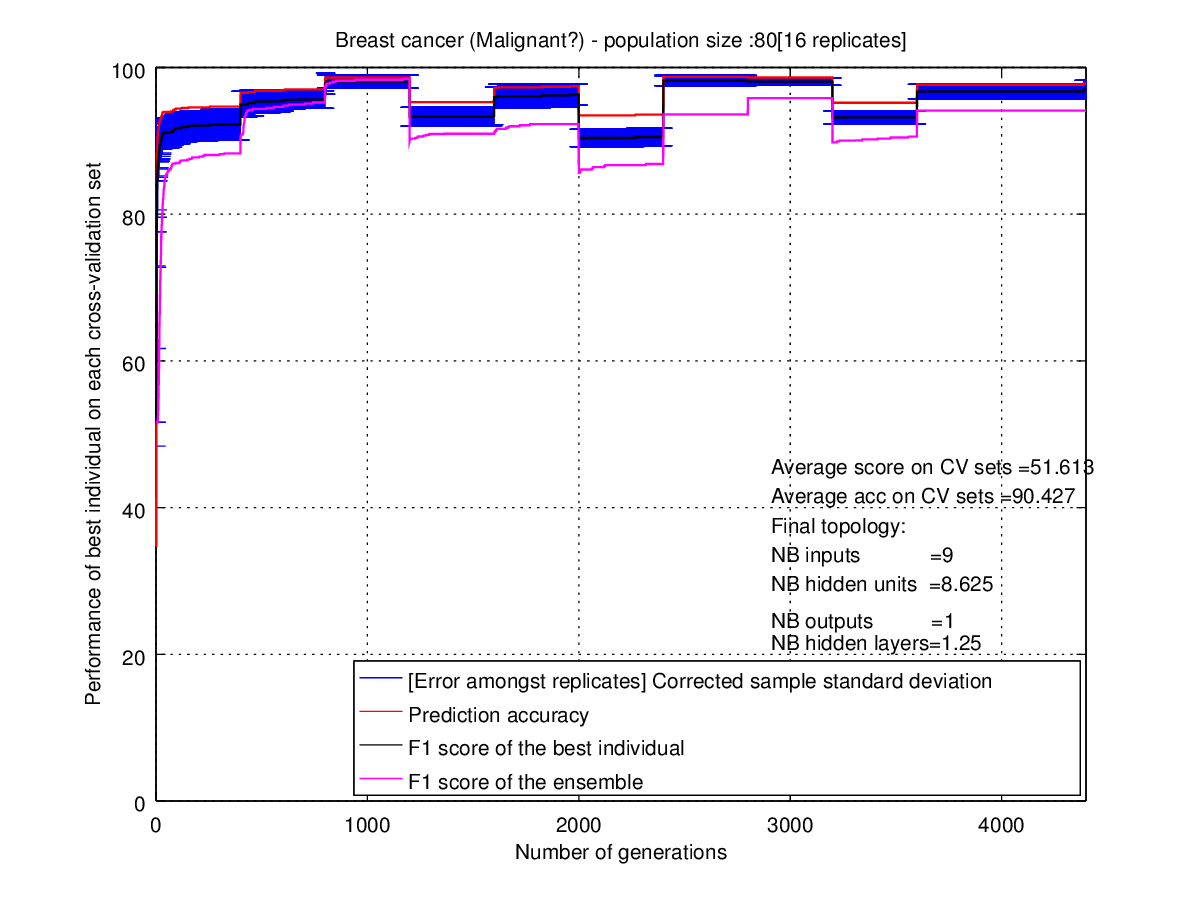 Breast cancer (Malignant?) - population size :80[16 replicates]
Performance of best individual on each cross-validation set
100
80
60
40
20
0
Average score on CV sets =51.613
Average acc on CV sets =90.427
Final topology:
NB inputs =9
NB hidden units =8.625
NB outputs =1
NB hidden layers=1.25
[Error amongst replicates] Corrected sample standard deviation
Prediction accuracy
F1 score of the best individual
F1 score of the ensemble
0 1000 2000 3000 4000
Number of generations